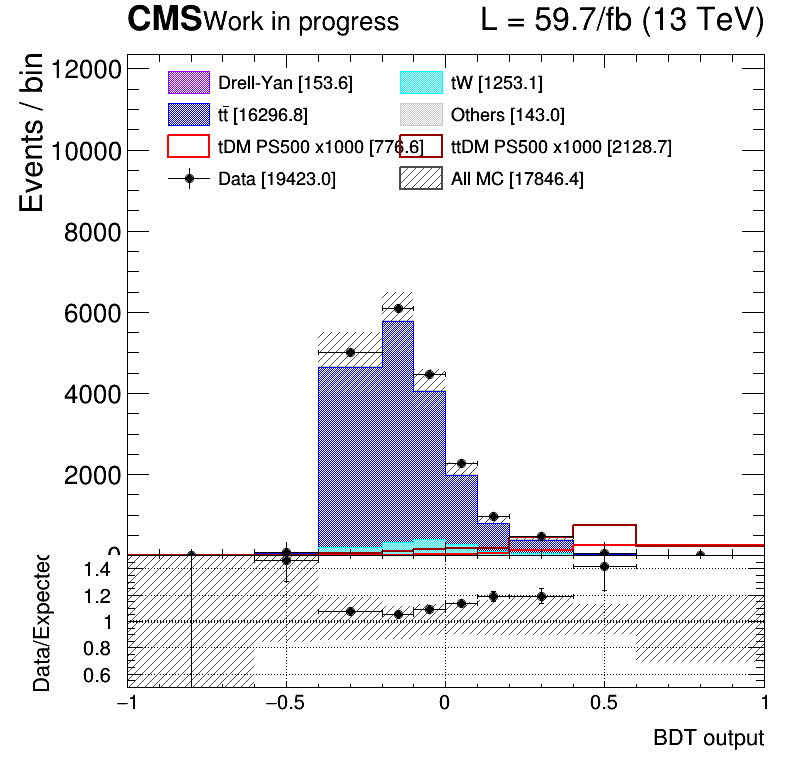 CMS Work in progress L = 59.7/fb (13 TeV)
Events / bin
12000
10000
8000
6000
4000
2000
0
Drell-Yan [153.6] tW [1253.1]
tt̄ [16296.8] Others [143.0]
tDM PS500 x1000 [776.6] ttDM PS500 x1000 [2128.7]
Data [19423.0] All MC [17846.4]
Data/Expected
1.4
1.2
1
0.8
0.6
−1 −0.5 0 0.5 1
BDT output